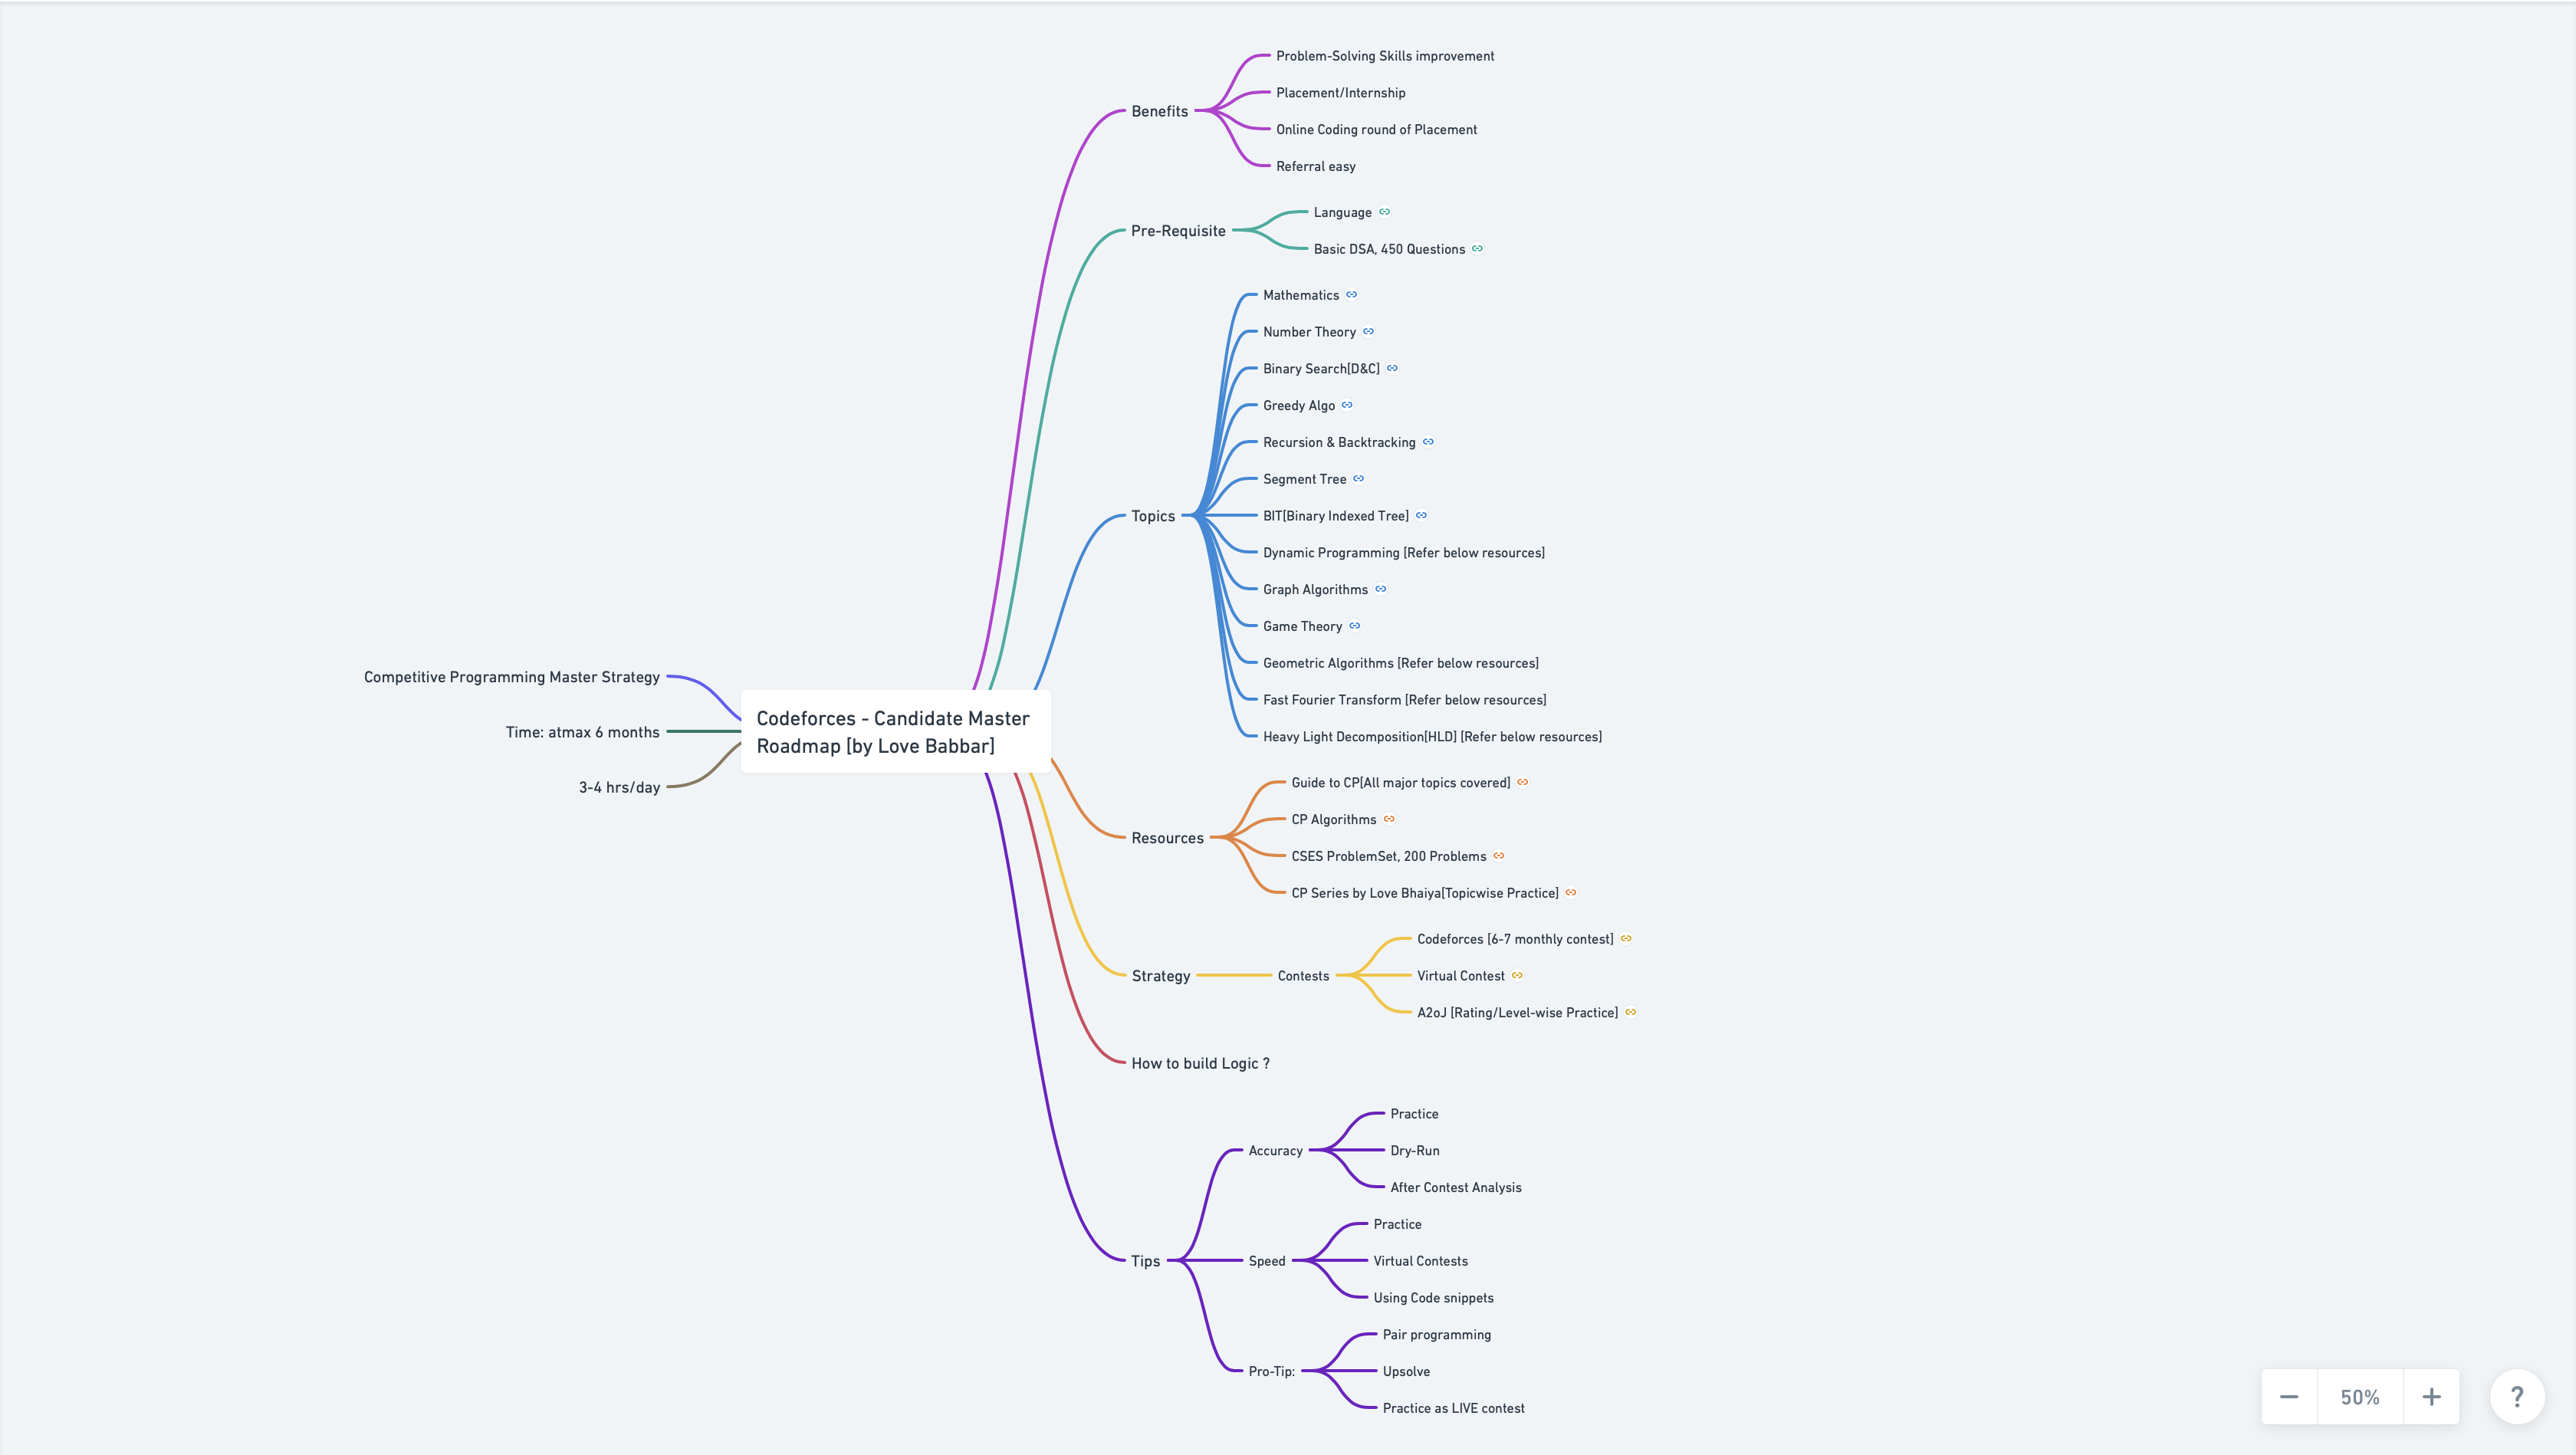 Competitive Programming Master Strategy
Time: atmax 6 months
3-4 hrs/day
Codeforces - Candidate Master
Roadmap [by Love Babbar]
Benefits
Problem-Solving Skills improvement
Placement/Internship
Online Coding round of Placement
Referral easy
Pre-Requisite
Language
Basic DSA, 450 Questions
Topics
Mathematics
Number Theory
Binary Search[D&C]
Greedy Algo
Recursion & Backtracking
Segment Tree
BIT[Binary Indexed Tree]
Dynamic Programming [Refer below resources]
Graph Algorithms
Game Theory
Geometric Algorithms [Refer below resources]
Fast Fourier Transform [Refer below resources]
Heavy Light Decomposition[HLD] [Refer below resources]
Resources
Guide to CP[All major topics covered]
CP Algorithms
CSES ProblemSet, 200 Problems
CP Series by Love Bhaiya[Topicwise Practice]
Strategy
Contests
Codeforces [6-7 monthly contest]
Virtual Contest
A2oJ [Rating/Level-wise Practice]
How to build Logic ?
Tips
Accuracy
Practice
Dry-Run
After Contest Analysis
Speed
Practice
Virtual Contests
Using Code snippets
Pro-Tip:
Pair programming
Upsolve
Practice as LIVE contest
50%
?